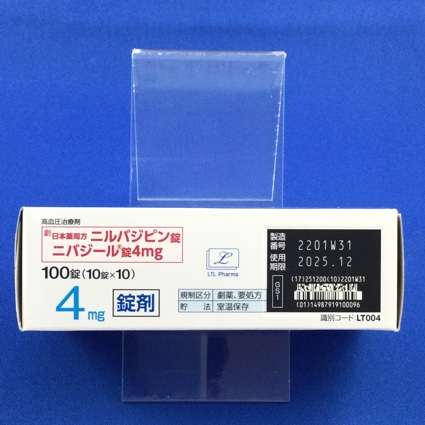 高血圧治療剤
劇 日本薬局方 ニルバジピン錠
ニバジール®錠4mg
100錠(10錠×10)
4mg 錠剤
L
LTL Pharma
規制区分 劇薬、要処方
貯 法 室温保存
製造番号 2201W31
使用期限 2025.12
(17)251200(10)2201W31
GS1
(01)14987919100096
識別コード:LT004